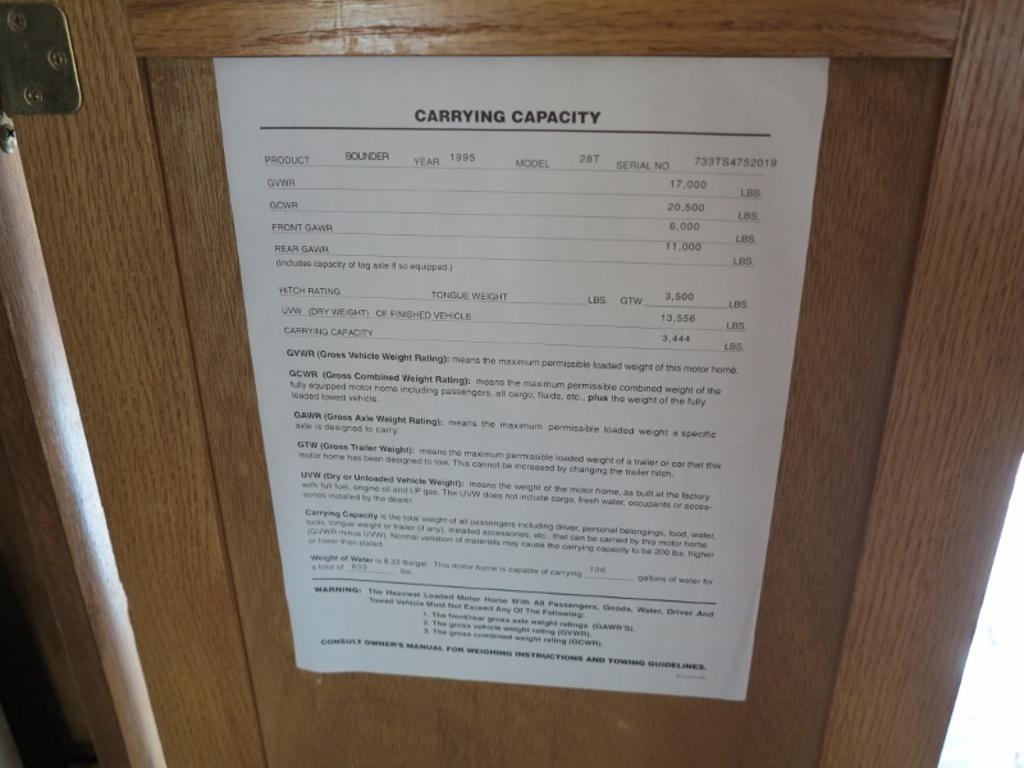 CARRYING CAPACITY
PRODUCT BOUNDER YEAR 1995 MODEL 28T SERIAL NO. 733TS4752019
GVWR 17,000 LBS.
GCWR 20,500 LBS.
FRONT GAWR 6,000 LBS.
REAR GAWR 11,000 LBS.
(Includes capacity of tag axle if so equipped.)
HITCH RATING TONGUE WEIGHT LBS. GTW 3,500 LBS.
UVW (DRY WEIGHT) OF FINISHED VEHICLE 13,556 LBS.
CARRYING CAPACITY 3,444 LBS.
GVWR (Gross Vehicle Weight Rating): means the maximum permissible loaded weight of this motor home.
GCWR (Gross Combined Weight Rating): means the maximum permissible combined weight of the
fully equipped motor home including passengers, all cargo, fluids, etc., plus the weight of the fully
loaded towed vehicle.
GAWR (Gross Axle Weight Rating): means the maximum permissible loaded weight a specific
axle is designed to carry.
GTW (Gross Trailer Weight): means the maximum permissible loaded weight of a trailer or car that this
motor home has been designed to tow. This cannot be increased by changing the trailer hitch.
UVW (Dry or Unloaded Vehicle Weight): means the weight of the motor home, as built at the factory
with full fuel, engine oil and LP gas. The UVW does not include cargo, fresh water, occupants or acces-
sories installed by the dealer.
Carrying Capacity is the total weight of all passengers including driver, personal belongings, food, water,
tools, tongue weight or trailer (if any), installed accessories, etc., that can be carried by this motor home
(GVWR minus UVW). Normal variation of materials may cause the carrying capacity to be 200 lbs. higher
or lower than stated.
Weight of Water is 8.33 lbs/gal. This motor home is capable of carrying 100 gallons of water for
a total of 833 lbs.
WARNING: The Heaviest Loaded Motor Home With All Passengers, Goods, Water, Driver And
Towed Vehicle Must Not Exceed Any Of The Following:
1. The front/rear gross axle weight ratings (GAWR'S).
2. The gross vehicle weight rating (GVWR).
3. The gross combined weight rating (GCWR).
CONSULT OWNER'S MANUAL FOR WEIGHING INSTRUCTIONS AND TOWING GUIDELINES.